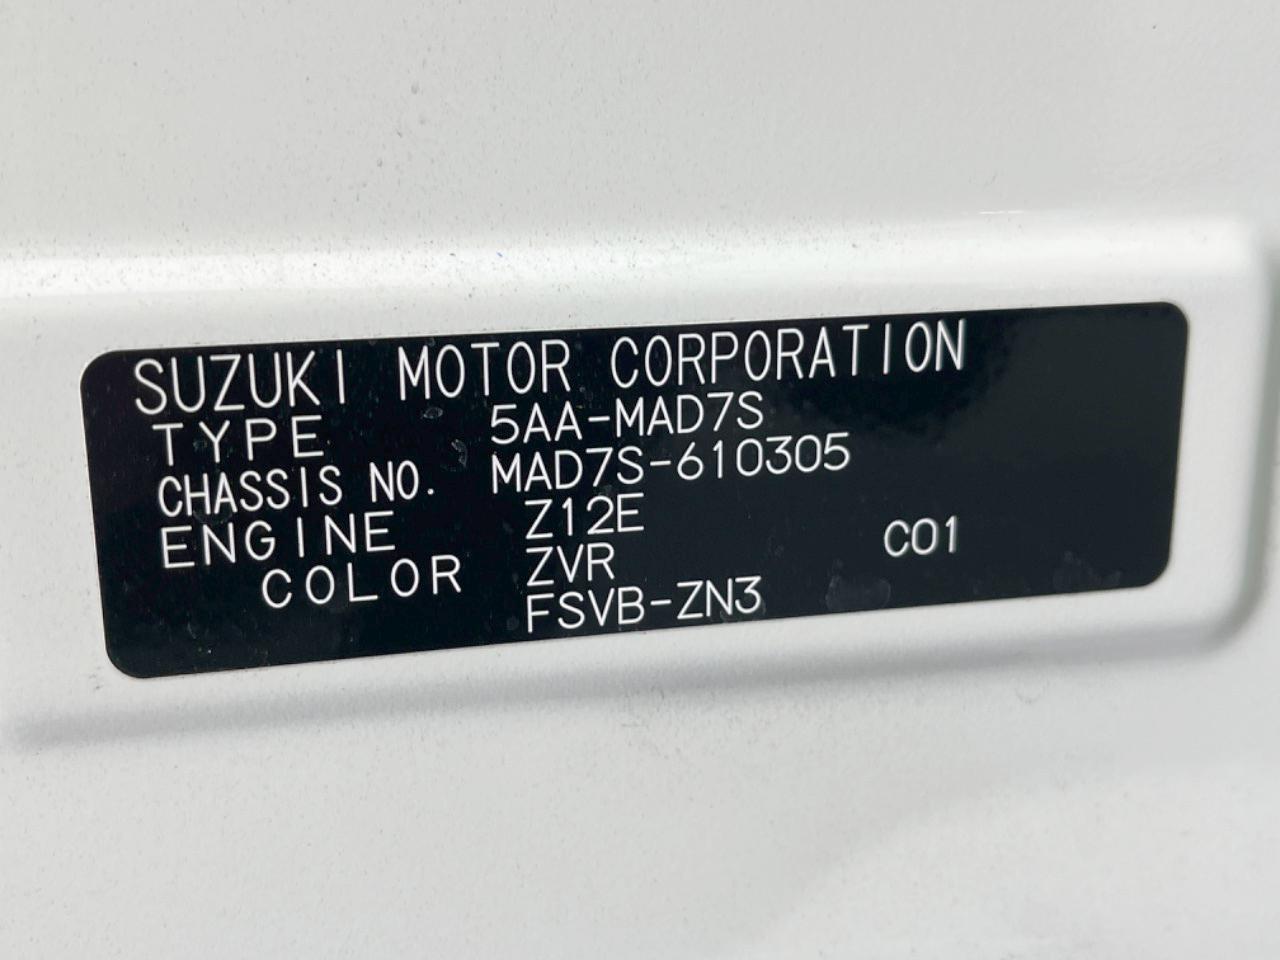 SUZUKI MOTOR CORPORATION
TYPE 5AA-MAD7S
CHASSIS NO. MAD7S-610305
ENGINE Z12E
COLOR ZVR C01
FSVB-ZN3